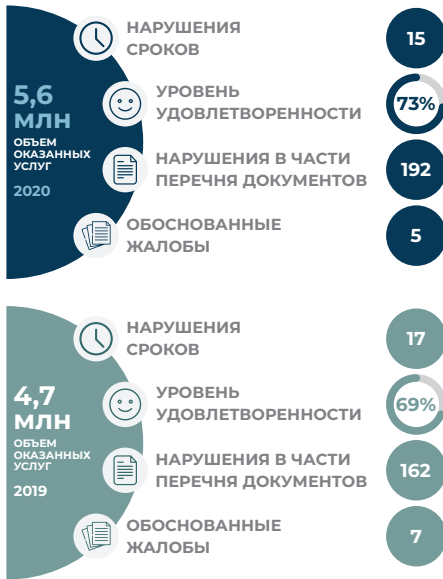 НАРУШЕНИЯ
СРОКОВ
15
5,6
МЛН
ОБЪЕМ
ОКАЗАННЫХ
УСЛУГ
2020
УРОВЕНЬ
УДОВЛЕТВОРЕННОСТИ
73%
НАРУШЕНИЯ В ЧАСТИ
ПЕРЕЧНЯ ДОКУМЕНТОВ
192
ОБОСНОВАННЫЕ
ЖАЛОБЫ
5
НАРУШЕНИЯ
СРОКОВ
17
4,7
МЛН
ОБЪЕМ
ОКАЗАННЫХ
УСЛУГ
2019
УРОВЕНЬ
УДОВЛЕТВОРЕННОСТИ
69%
НАРУШЕНИЯ В ЧАСТИ
ПЕРЕЧНЯ ДОКУМЕНТОВ
162
ОБОСНОВАННЫЕ
ЖАЛОБЫ
7